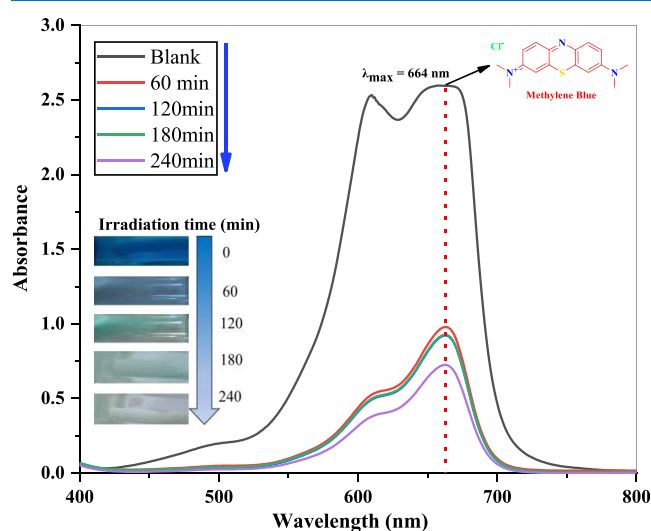 3.0
2.5
2.0
1.5
1.0
0.5
0.0
400
500
600
700
800
Absorbance
Wavelength (nm)
Blank
60 min
120min
180min
240min
λmax = 664 nm
Cl⁻
N
N⁺
S
N
Methylene Blue
Irradiation time (min)
0
60
120
180
240